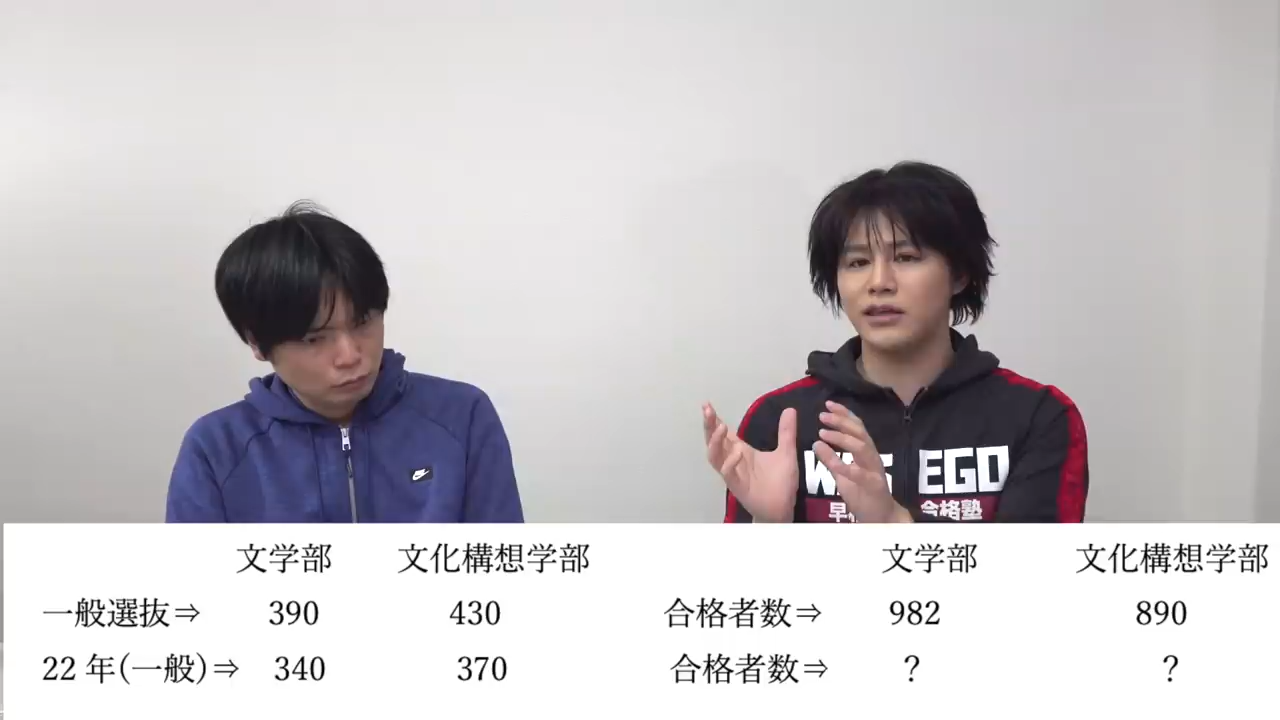 EGO
合格塾
文学部 文化構想学部 文学部 文化構想学部
一般選抜⇒ 390 430 合格者数⇒ 982 890
22年(一般)⇒ 340 370 合格者数⇒ ? ?